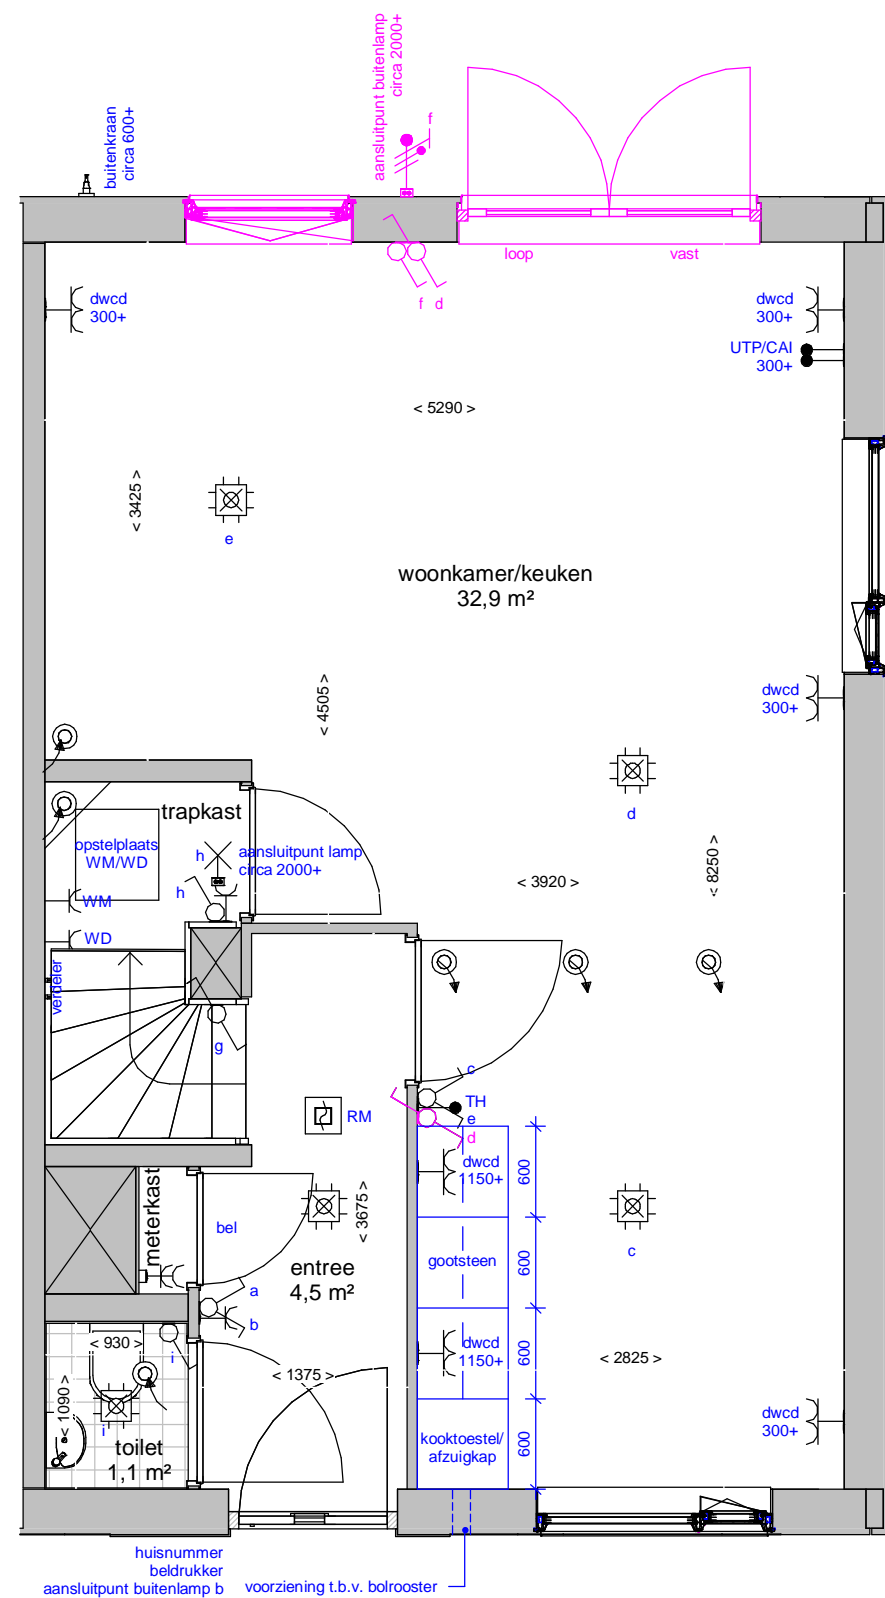 aansluitpunt buitenlamp
circa 2000+
f
buitenkraan
circa 600+
loop
vast
f
d
dwcd
300+
dwcd
300+
UTP/CAI
300+
< 5290 >
< 3425 >
e
woonkamer/keuken
32,9 m²
< 4505 >
dwcd
300+
d
trapkast
opstelplaats
WM/WD
h
aansluitpunt lamp
circa 2000+
h
WM
WD
< 3920 >
< 8250 >
verdeler
g
c
TH
e
d
RM
dwcd
1150+
600
meterkast
bel
< 3675 >
entree
4,5 m²
gootsteen
600
c
a
b
i
< 930 >
< 1090 >
i
toilet
1,1 m²
< 1375 >
dwcd
1150+
600
< 2825 >
dwcd
300+
kooktoestel/
afzuigkap
600
huisnummer
beldrukker
aansluitpunt buitenlamp b
voorziening t.b.v. bolrooster